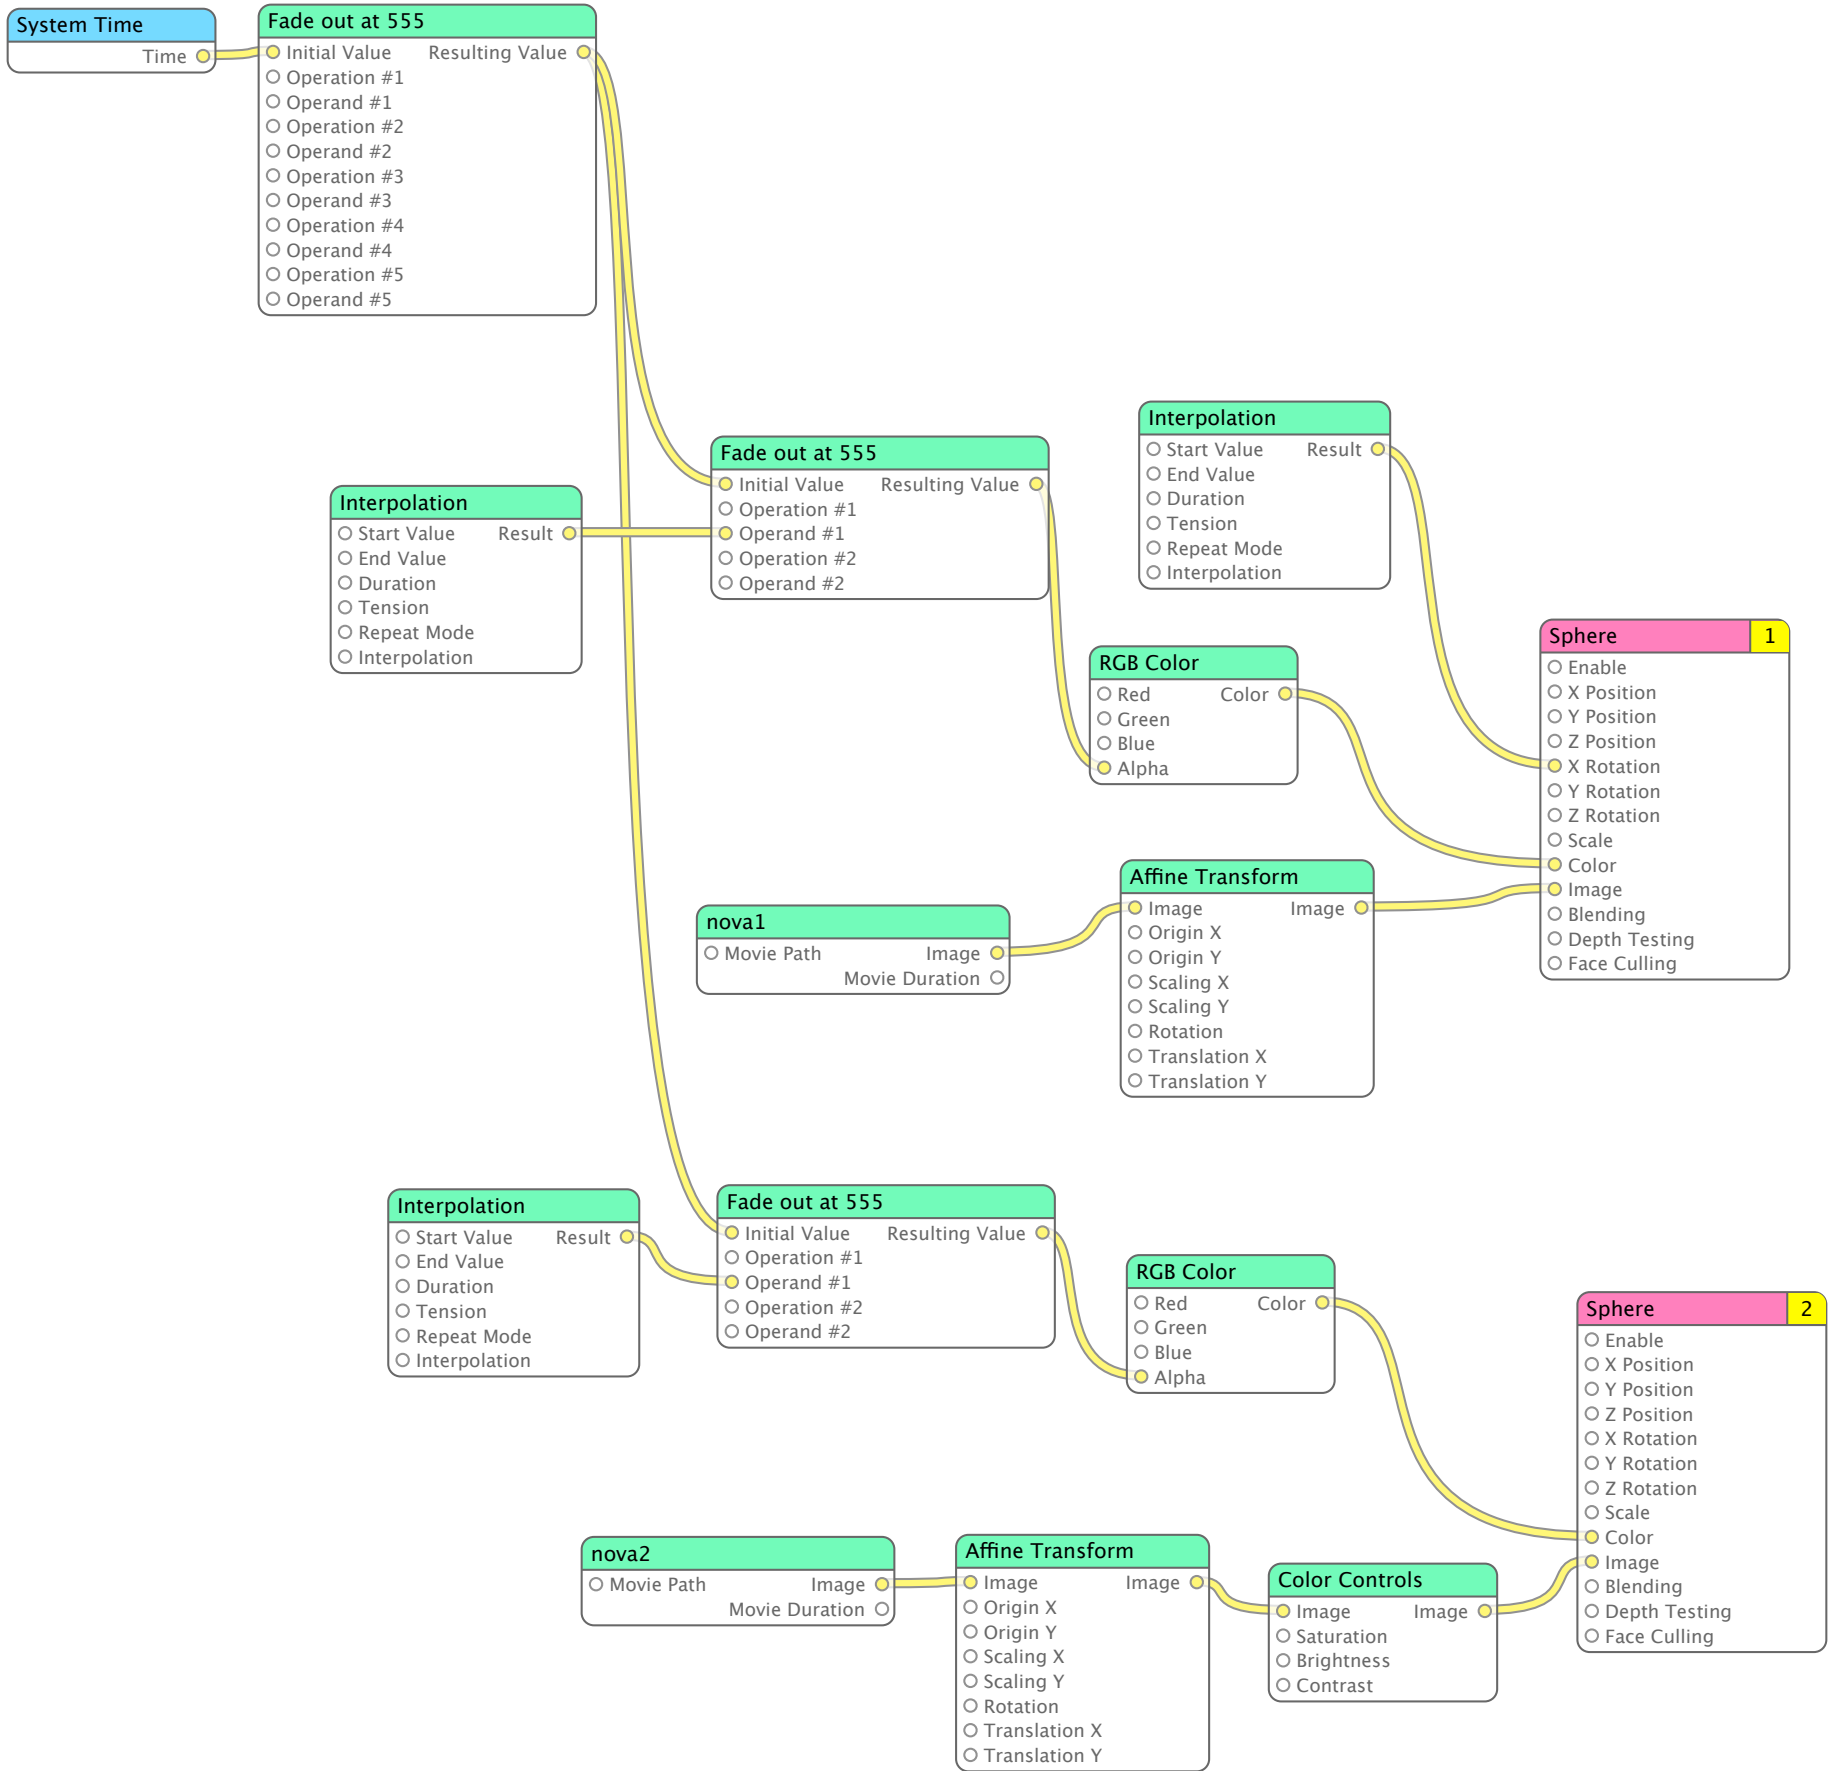 System Time
Time
Fade out at 555
Initial Value Resulting Value
Operation #1
Operand #1
Operation #2
Operand #2
Operation #3
Operand #3
Operation #4
Operand #4
Operation #5
Operand #5
Interpolation
Start Value Result
End Value
Duration
Tension
Repeat Mode
Interpolation
Fade out at 555
Initial Value Resulting Value
Operation #1
Operand #1
Operation #2
Operand #2
Interpolation
Start Value Result
End Value
Duration
Tension
Repeat Mode
Interpolation
RGB Color
Red Color
Green
Blue
Alpha
Sphere 1
Enable
X Position
Y Position
Z Position
X Rotation
Y Rotation
Z Rotation
Scale
Color
Image
Blending
Depth Testing
Face Culling
nova1
Movie Path Image
Movie Duration
Affine Transform
Image Image
Origin X
Origin Y
Scaling X
Scaling Y
Rotation
Translation X
Translation Y
Interpolation
Start Value Result
End Value
Duration
Tension
Repeat Mode
Interpolation
Fade out at 555
Initial Value Resulting Value
Operation #1
Operand #1
Operation #2
Operand #2
RGB Color
Red Color
Green
Blue
Alpha
Sphere 2
Enable
X Position
Y Position
Z Position
X Rotation
Y Rotation
Z Rotation
Scale
Color
Image
Blending
Depth Testing
Face Culling
nova2
Movie Path Image
Movie Duration
Affine Transform
Image Image
Origin X
Origin Y
Scaling X
Scaling Y
Rotation
Translation X
Translation Y
Color Controls
Image Image
Saturation
Brightness
Contrast